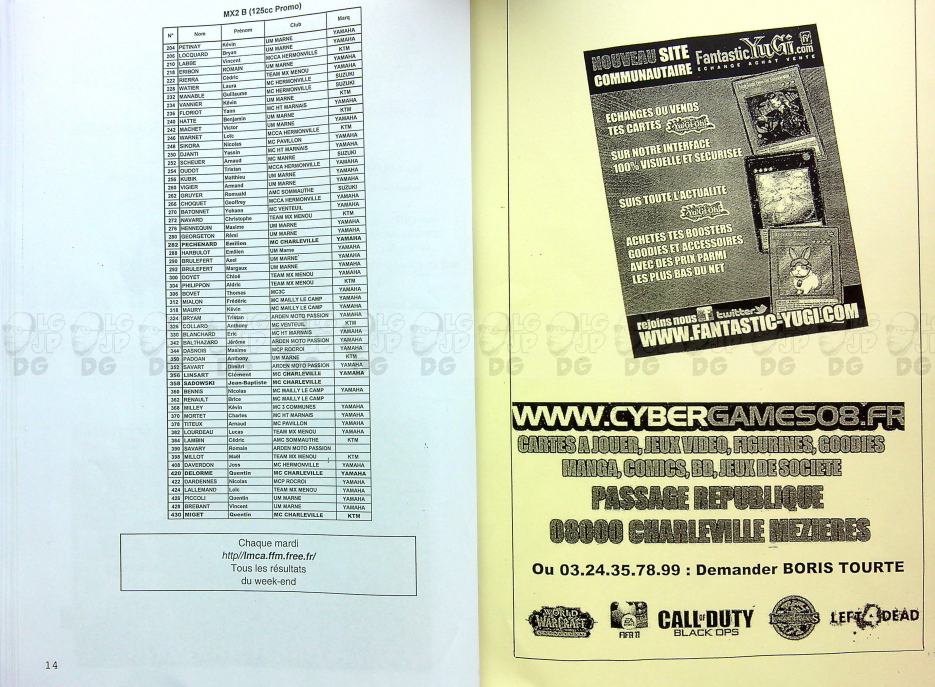 MX2 B (125cc Promo)
N° Nom Prénom Club Marq
204 PETINAY Kévin UM MARNE YAMAHA
206 LOCQUARD Bryan UM MARNE YAMAHA
210 LABBE Vincent MCCA HERMONVILLE KTM
218 ERIBON ROMAIN UM MARNE YAMAHA
222 RIERRA Cédric TEAM MX MENOU YAMAHA
228 WATIER Laura MC HERMONVILLE SUZUKI
232 MANABLE Guillaume MC HERMONVILLE SUZUKI
234 VANNIER Kévin UM MARNE KTM
236 FLORIOT Yann MC HT MARNAIS YAMAHA
240 HATTE Benjamin UM MARNE KTM
242 MACHET Victor UM MARNE YAMAHA
246 WARNET Loïc MCCA HERMONVILLE KTM
248 SIKORA Nicolas MC PAVILLON YAMAHA
250 DJANTI Yassin MC HT MARNAIS YAMAHA
252 SCHEUER Arnaud MC MANRE SUZUKI
254 OUDOT Tristan MCCA HERMONVILLE YAMAHA
256 KUBIK Matthieu UM MARNE YAMAHA
260 VIGIER Armand UM MARNE YAMAHA
262 GRUYER Romuald AMC SOMMAUTHE SUZUKI
266 CHOQUET Geoffrey MCCA HERMONVILLE YAMAHA
270 BATONNET Yohann MC VENTEUIL YAMAHA
272 NAVARD Christophe TEAM MX MENOU KTM
276 HENNEQUIN Maxime UM MARNE YAMAHA
280 GEORGETON Rémi UM MARNE YAMAHA
282 PECHENARD Emilien MC CHARLEVILLE YAMAHA
288 HARBULOT Emilien UM Marne YAMAHA
290 BRULEFERT Axel UM MARNE YAMAHA
292 BRULEFERT Margaux UM MARNE YAMAHA
300 DOYET Chloé TEAM MX MENOU YAMAHA
304 PHILIPPON Aldric TEAM MX MENOU KTM
306 BOVET Thomas MC3C YAMAHA
312 MIALON Frédéric MC MAILLY LE CAMP YAMAHA
318 MAURY Kévin MC MAILLY LE CAMP YAMAHA
324 BRYAM Tristan ARDEN MOTO PASSION YAMAHA
326 COLLARD Anthony MC VENTEUIL KTM
330 BLANCHARD Eric MC HT MARNAIS YAMAHA
342 BALTHAZARD Jérôme ARDEN MOTO PASSION YAMAHA
344 DASNOIS Maxime MCP ROCROI YAMAHA
350 PADOAN Anthony UM MARNE KTM
352 SAVART Dimitri ARDEN MOTO PASSION YAMAHA
356 LINSART Clément MC CHARLEVILLE YAMAHA
358 SADOWSKI Jean-Baptiste MC CHARLEVILLE
360 BENNIS Nicolas MC MAILLY LE CAMP YAMAHA
362 RENAULT Brice MC MAILLY LE CAMP
368 MILLEY Kévin MC 3 COMMUNES YAMAHA
370 MORTET Charles MC HT MARNAIS YAMAHA
378 TITEUX Arnaud MC PAVILLON YAMAHA
382 LOURDEAU Lucas TEAM MX MENOU YAMAHA
384 LAMBIN Cédric AMC SOMMAUTHE KTM
390 SAVARY Romain ARDEN MOTO PASSION
398 MILLOT Maël TEAM MX MENOU KTM
408 DAVERDON Joss MC HERMONVILLE YAMAHA
420 DELORME Quentin MC CHARLEVILLE YAMAHA
422 DARDENNES Nicolas MCP ROCROI YAMAHA
424 LALLEMAND Loïc TEAM MX MENOU YAMAHA
426 PICCOLI Quentin UM MARNE YAMAHA
428 BREBANT Vincent UM MARNE YAMAHA
430 MIGET Quentin MC CHARLEVILLE KTM
Chaque mardi
http//lmca.ffm.free.fr/
Tous les résultats
du week-end
14
NOUVEAU SITE
COMMUNAUTAIRE
FantasticYuGi.com
ECHANGE ACHAT VENTE
ECHANGES OU VENDS
TES CARTES Yu-Gi-Oh!
SUR NOTRE INTERFACE
100% VISUELLE ET SECURISEE
SUIS TOUTE L'ACTUALITE
Yu-Gi-Oh!
ACHETES TES BOOSTERS
GOODIES ET ACCESSOIRES
AVEC DES PRIX PARMI
LES PLUS BAS DU NET
rejoins nous f twitter
WWW.FANTASTIC-YUGI.COM
WWW.CYBERGAMES08.FR
CARTES A JOUER, JEUX VIDEO, FIGURINES, GOODIES
MANGA, COMICS, BD, JEUX DE SOCIETE
PASSAGE REPUBLIQUE
08000 CHARLEVILLE MEZIERES
Ou 03.24.35.78.99 : Demander BORIS TOURTE
WORLD WARCRAFT
EA
FIFA 11
CALL OF DUTY
BLACK OPS
LEFT 4 DEAD
DG DG DG DG DG DG DG DG